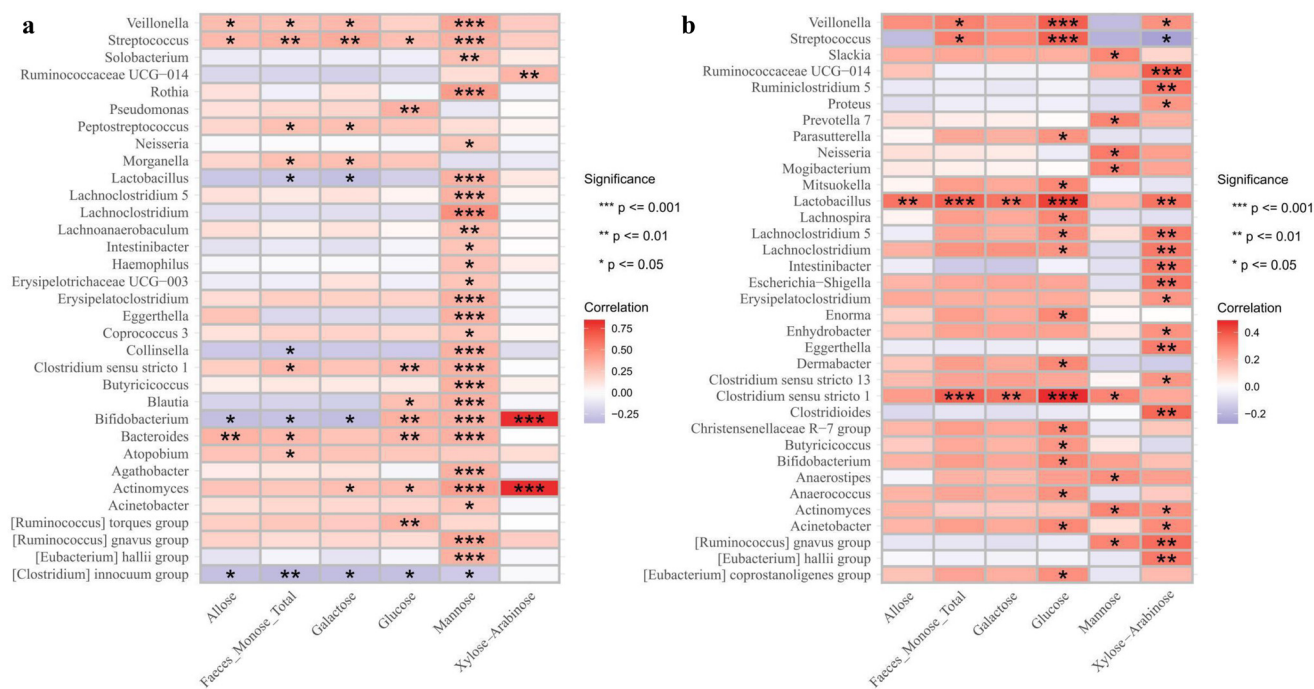 a
Veillonella * * * ***
Streptococcus * ** ** * ***
Solobacterium **
Ruminococcaceae UCG-014 **
Rothia ***
Pseudomonas **
Peptostreptococcus * *
Neisseria *
Morganella * *
Lactobacillus * * ***
Lachnoclostridium 5 ***
Lachnoclostridium ***
Lachnoanaerobaculum **
Intestinibacter *
Haemophilus *
Erysipelotrichaceae UCG-003 *
Erysipelatoclostridium ***
Eggerthella ***
Coprococcus 3 *
Collinsella * ***
Clostridium sensu stricto 1 * ** ***
Butyricicoccus ***
Blautia * ***
Bifidobacterium * * * ** *** ***
Bacteroides ** * ** ***
Atopobium *
Agathobacter ***
Actinomyces * * *** ***
Acinetobacter *
[Ruminococcus] torques group **
[Ruminococcus] gnavus group ***
[Eubacterium] hallii group ***
[Clostridium] innocuum group * ** * * *
Allose
Faeces_Monose_Total
Galactose
Glucose
Mannose
Xylose-Arabinose
Significance
*** p <= 0.001
** p <= 0.01
* p <= 0.05
Correlation
0.75
0.50
0.25
0.00
−0.25
b
Veillonella * *** *
Streptococcus * *** *
Slackia *
Ruminococcaceae UCG-014 ***
Ruminiclostridium 5 **
Proteus *
Prevotella 7 *
Parasutterella *
Neisseria *
Mogibacterium *
Mitsuokella *
Lactobacillus ** *** ** *** **
Lachnospira *
Lachnoclostridium 5 * **
Lachnoclostridium * **
Intestinibacter **
Escherichia-Shigella **
Erysipelatoclostridium *
Enorma *
Enhydrobacter *
Eggerthella **
Dermabacter *
Clostridium sensu stricto 13 *
Clostridium sensu stricto 1 *** ** *** *
Clostridioides **
Christensenellaceae R-7 group *
Butyricicoccus *
Bifidobacterium *
Anaerostipes *
Anaerococcus *
Actinomyces * *
Acinetobacter * *
[Ruminococcus] gnavus group * **
[Eubacterium] hallii group **
[Eubacterium] coprostanoligenes group *
Allose
Faeces_Monose_Total
Galactose
Glucose
Mannose
Xylose-Arabinose
Significance
*** p <= 0.001
** p <= 0.01
* p <= 0.05
Correlation
0.4
0.2
0.0
−0.2